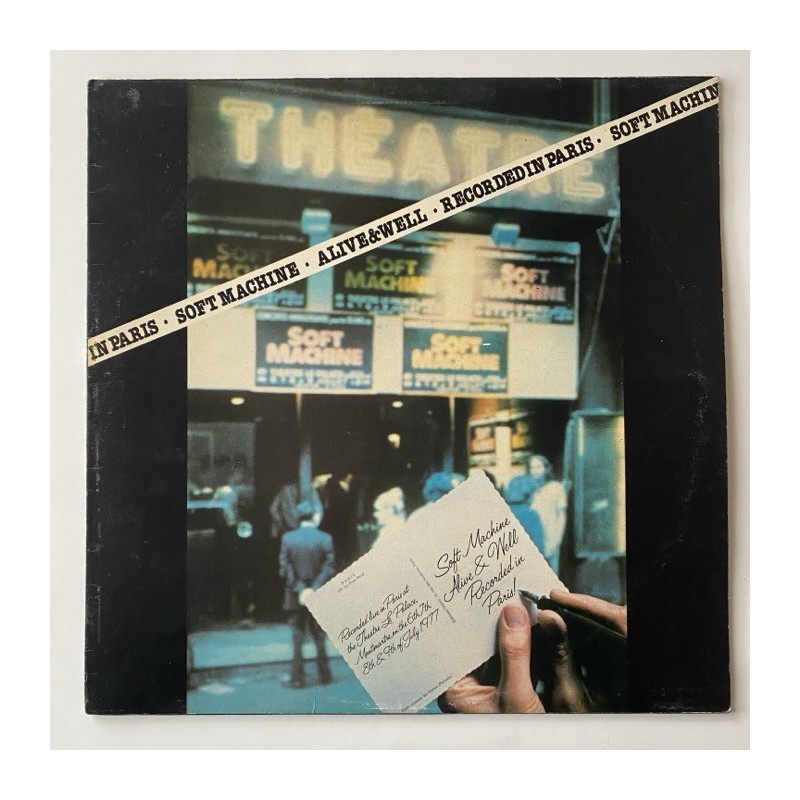 THÉATRE
IN PARIS · SOFT MACHINE · ALIVE&WELL · RECORDED IN PARIS · SOFT MACHIN
SOFT
MACHINE
SOFT
MACHINE
SOFT
MACHINE
SOFT
MACHINE
SOFT
MACHINE
PARIS
Recorded live in Paris at
the Theatre Le Palace,
Montmartre on the 6th 7th
8th & 9th of July 1977
Soft Machine
Alive & Well
Recorded in
Paris!